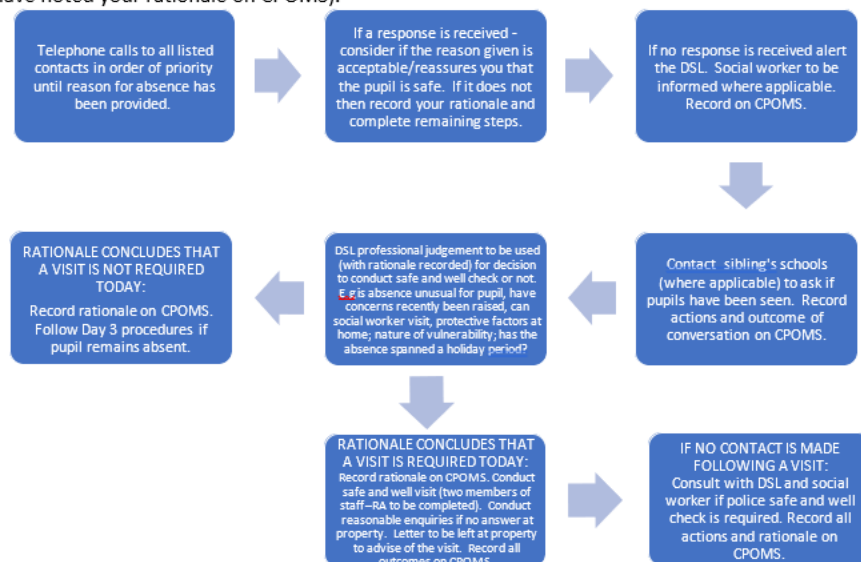 have noted your rationale on CPOMS).
Telephone calls to all listed
contacts in order of priority
until reason for absence has
been provided.
If a response is received -
consider if the reason given is
acceptable/reassures you that
the pupil is safe.  If it does not
then record your rationale and
complete remaining steps.
If no response is received alert
the DSL.  Social worker to be
informed where applicable.
Record on CPOMS.
Contact  sibling's schools
(where applicable) to ask if
pupils have been seen.  Record
actions and outcome of
conversation on CPOMS.
DSL professional judgement to be used
(with rationale recorded) for decision
to conduct safe and well check or not.
E.g is absence unusual for pupil, have
concerns recently been raised, can
social worker visit, protective factors at
home; nature of vulnerability; has the
absence spanned a holiday period?
RATIONALE CONCLUDES THAT
A VISIT IS NOT REQUIRED
TODAY:
Record rationale on CPOMS.
Follow Day 3 procedures if
pupil remains absent.
RATIONALE CONCLUDES THAT
A VISIT IS REQUIRED TODAY:
Record rationale on CPOMS. Conduct
safe and well visit (two members of
staff–RA to be completed).  Conduct
reasonable enquiries if no answer at
property.  Letter to be left at property
to advise of the visit.  Record all
outcomes on CPOMS
IF NO CONTACT IS MADE
FOLLOWING A VISIT:
Consult with DSL and social
worker if police safe and well
check is required. Record all
actions and rationale on
CPOMS.